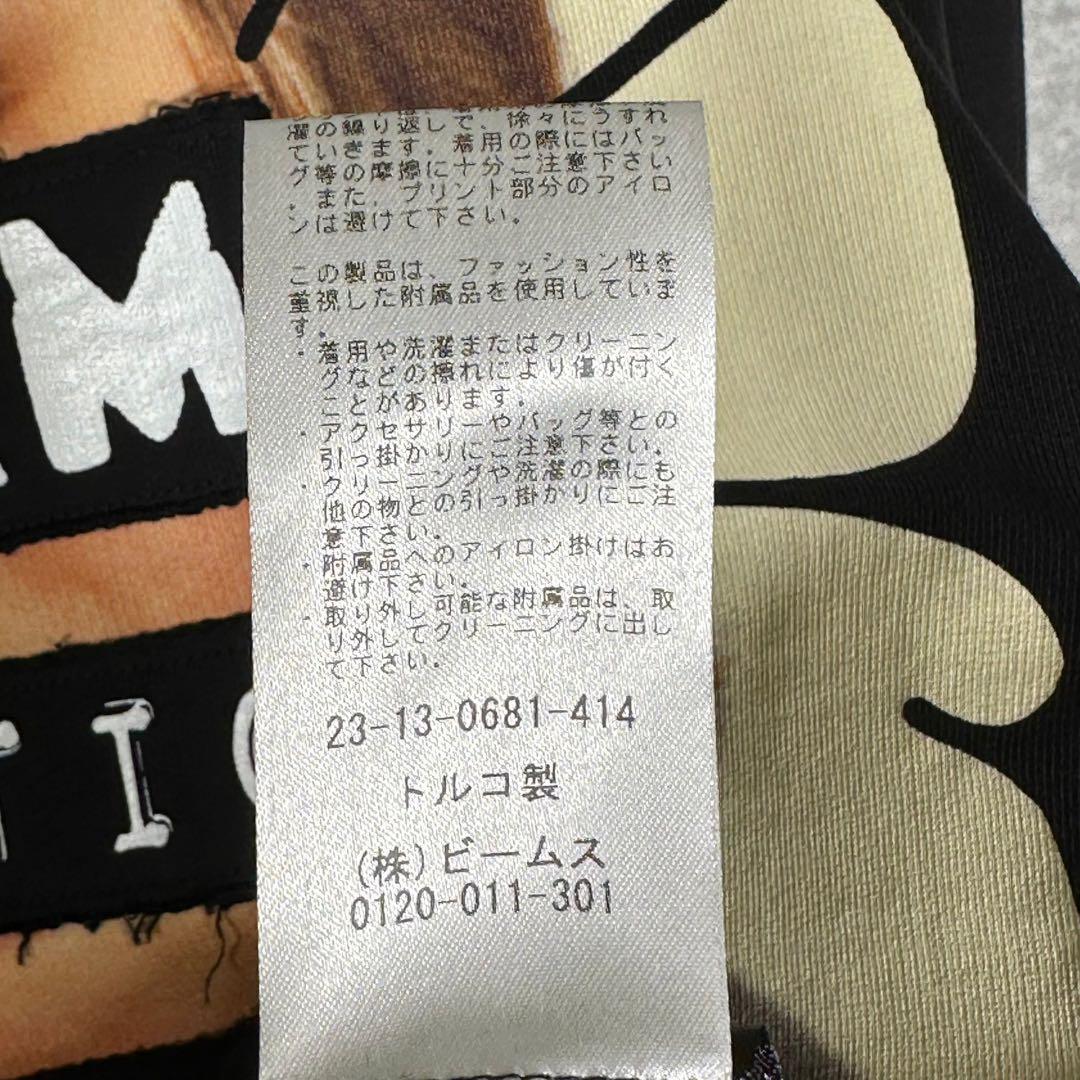 濯の繰り返しで、徐々にうすれ
ていきます。着用の際にはバッ
グ等の摩擦に十分ご注意下さい
。また、プリント部分のアイロ
ンは避けて下さい。
この製品は、ファッション性を
重視した附属品を使用していま
す。
・着用や洗濯またはクリーニン
グなどの擦れにより傷が付く
ことがあります。
・アクセサリーやバッグ等との
引っ掛かりにご注意下さい。
・クリーニングや洗濯の際にも
他の物との引っ掛かりにご注
意下さい。
・附属品へのアイロン掛けはお
避け下さい。
・取り外し可能な附属品は、取
り外してクリーニングに出し
て下さい。
23-13-0681-414
トルコ製
(株)ビームス
0120-011-301
M
TI